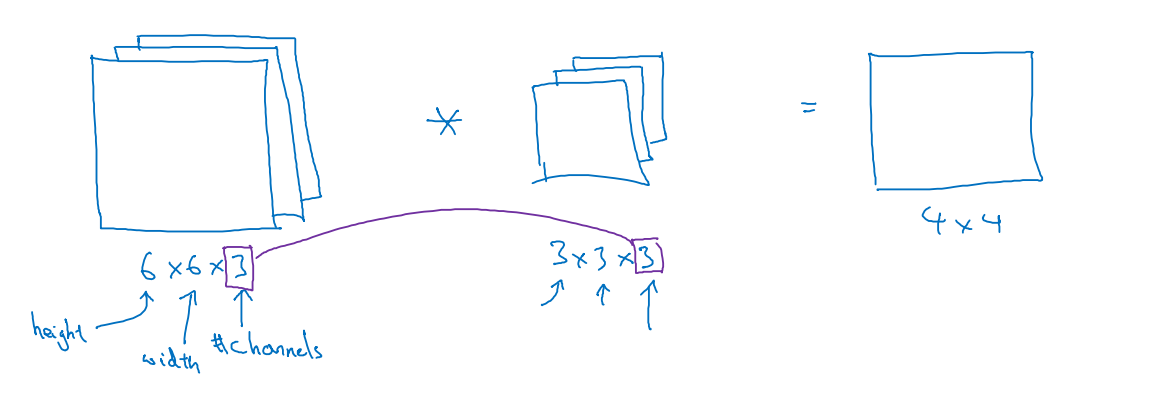 * =
4 x 4
6 x 6 x 3
3 x 3 x 3
height
width
#channels